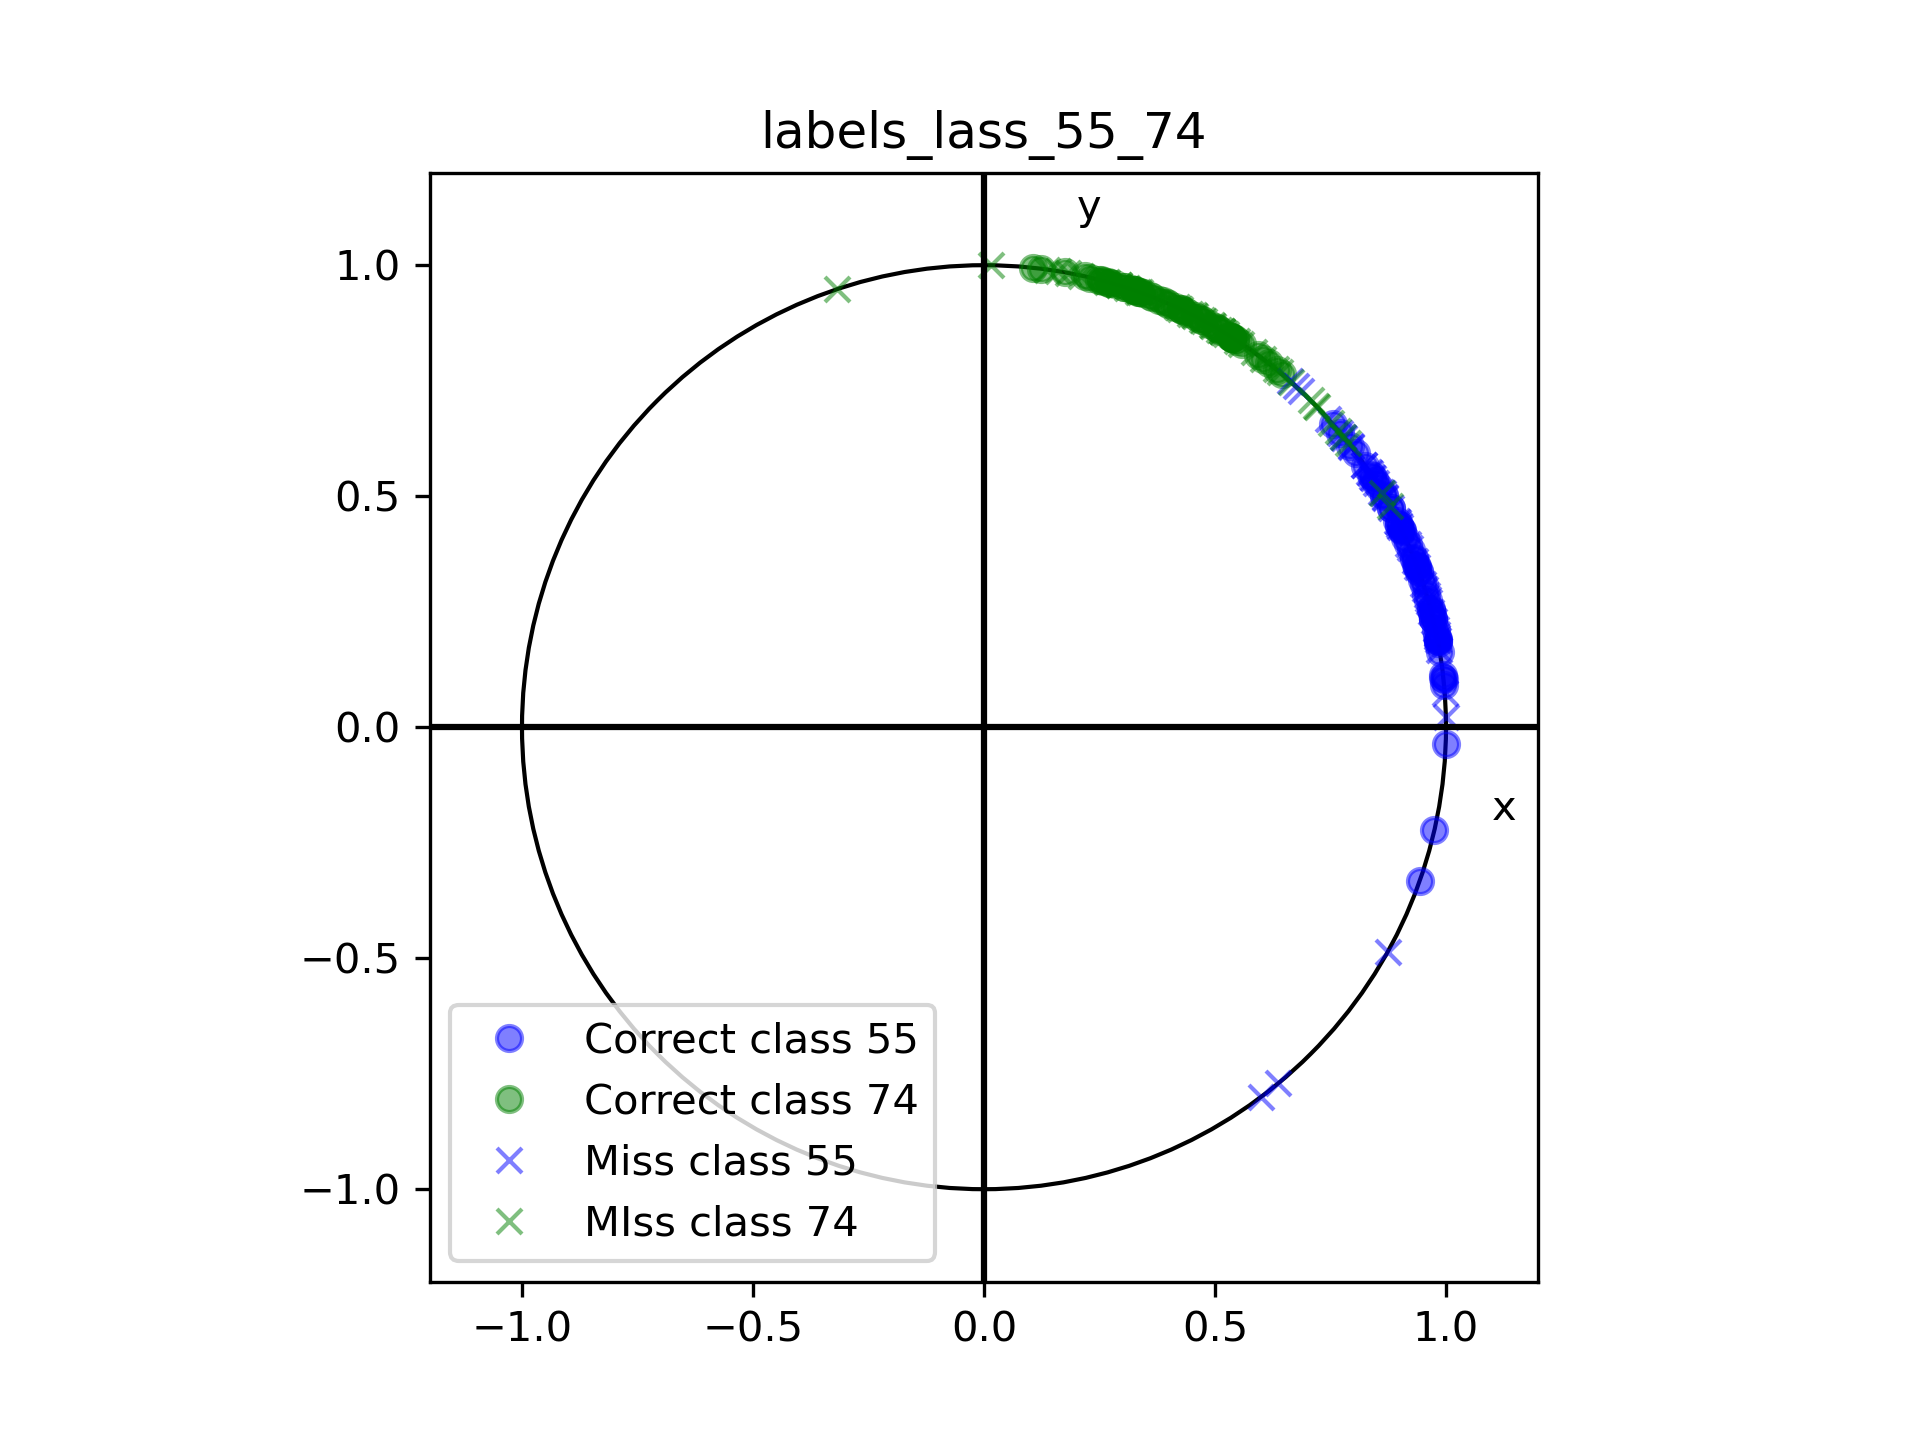 labels_lass_55_74
y
1.0
0.5
0.0
x
−0.5
−1.0
Correct class 55
Correct class 74
Miss class 55
MIss class 74
−1.0 −0.5 0.0 0.5 1.0